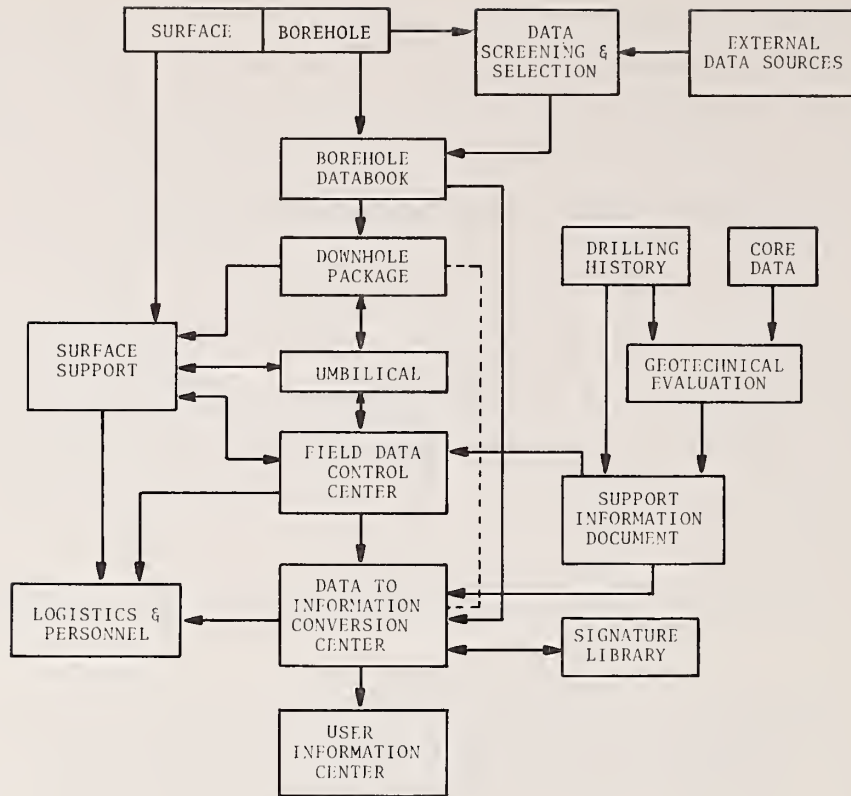 SURFACE
BOREHOLE
DATA
SCREENING &
SELECTION
EXTERNAL
DATA SOURCES
BOREHOLE
DATABOOK
DOWNHOLE
PACKAGE
DRILLING
HISTORY
CORE
DATA
SURFACE
SUPPORT
UMBILICAL
GEOTECHNICAL
EVALUATION
FIELD DATA
CONTROL
CENTER
SUPPORT
INFORMATION
DOCUMENT
LOGISTICS &
PERSONNEL
DATA TO
INFORMATION
CONVERSION
CENTER
SIGNATURE
LIBRARY
USER
INFORMATION
CENTER